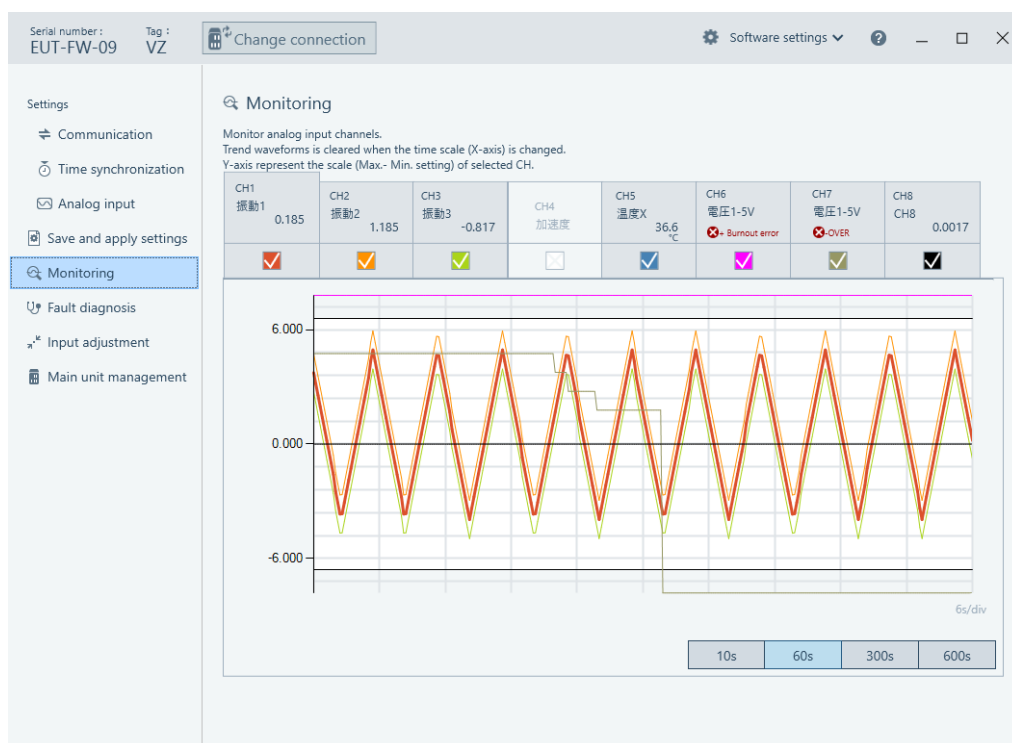 Serial number :
Tag :
EUT-FW-09
VZ
Change connection
Software settings
?
Settings
Communication
Time synchronization
Analog input
Save and apply settings
Monitoring
Fault diagnosis
Input adjustment
Main unit management
Monitoring
Monitor analog input channels.
Trend waveforms is cleared when the time scale (X-axis) is changed.
Y-axis represent the scale (Max.- Min. setting) of selected CH.
CH1
振動1
0.185
CH2
振動2
1.185
CH3
振動3
-0.817
CH4
加速度
CH5
温度X
36.6
℃
CH6
電圧1-5V
+ Burnout error
CH7
電圧1-5V
-OVER
CH8
CH8
0.0017
6.000
0.000
-6.000
6s/div
10s
60s
300s
600s